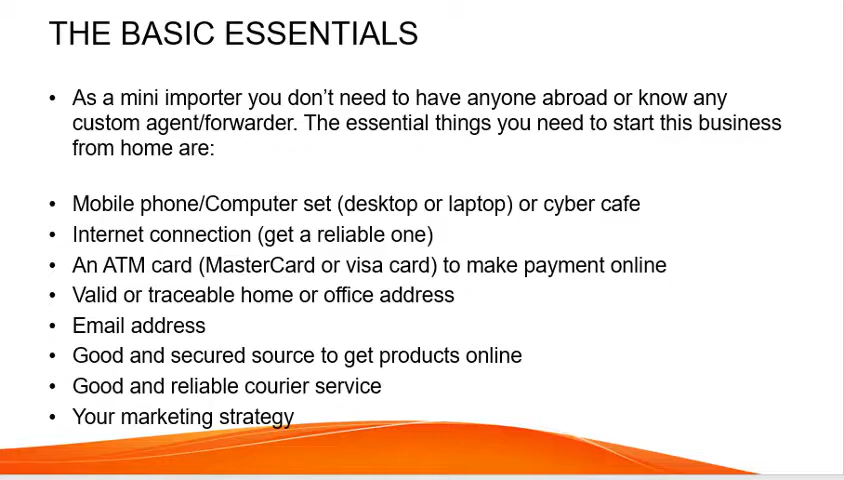 THE BASIC ESSENTIALS
• As a mini importer you don’t need to have anyone abroad or know any
custom agent/forwarder. The essential things you need to start this business
from home are:
• Mobile phone/Computer set (desktop or laptop) or cyber cafe
• Internet connection (get a reliable one)
• An ATM card (MasterCard or visa card) to make payment online
• Valid or traceable home or office address
• Email address
• Good and secured source to get products online
• Good and reliable courier service
• Your marketing strategy